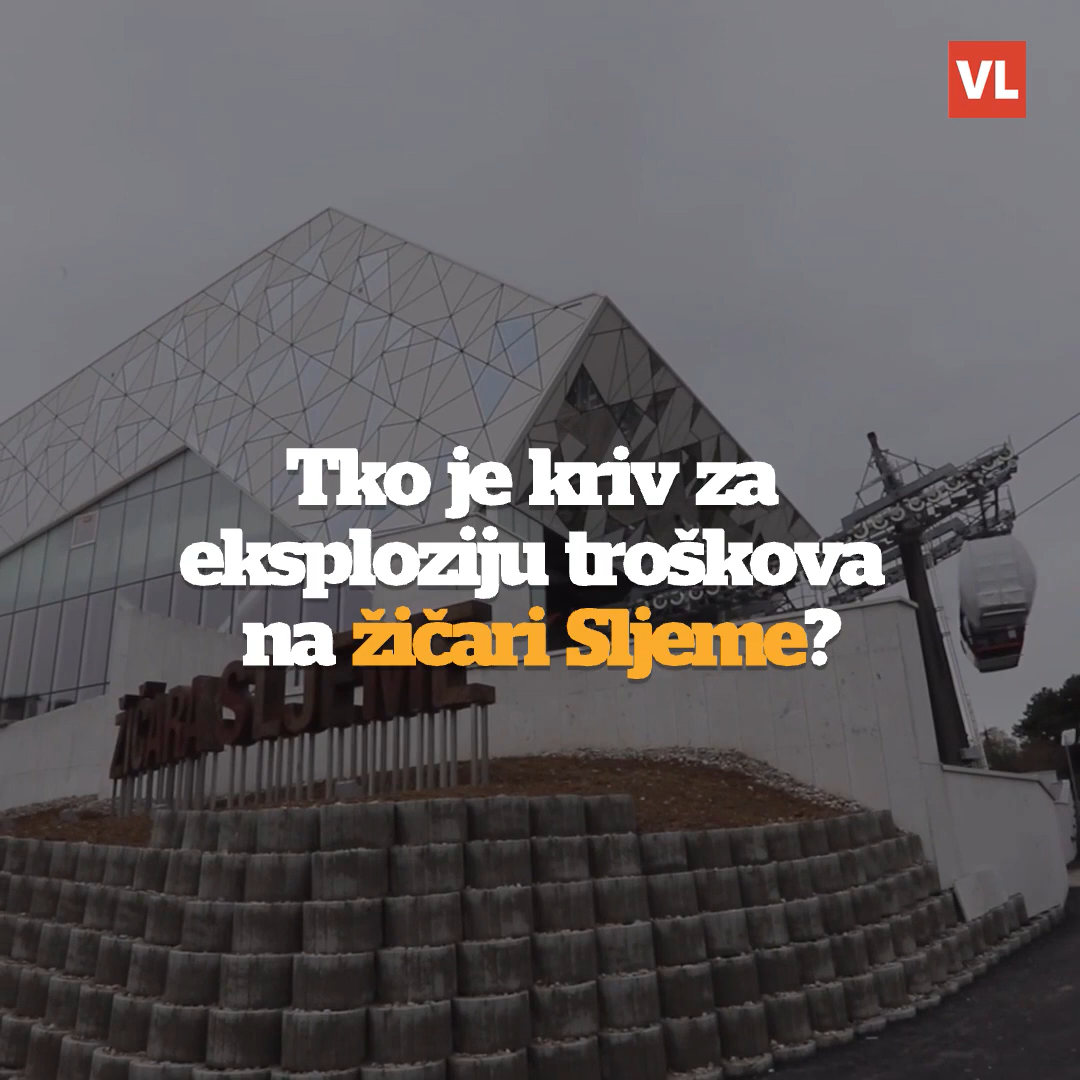 VL
Tko je kriv za
eksploziju troškova
na žičari Sljeme?
ŽIČARA SLJEME